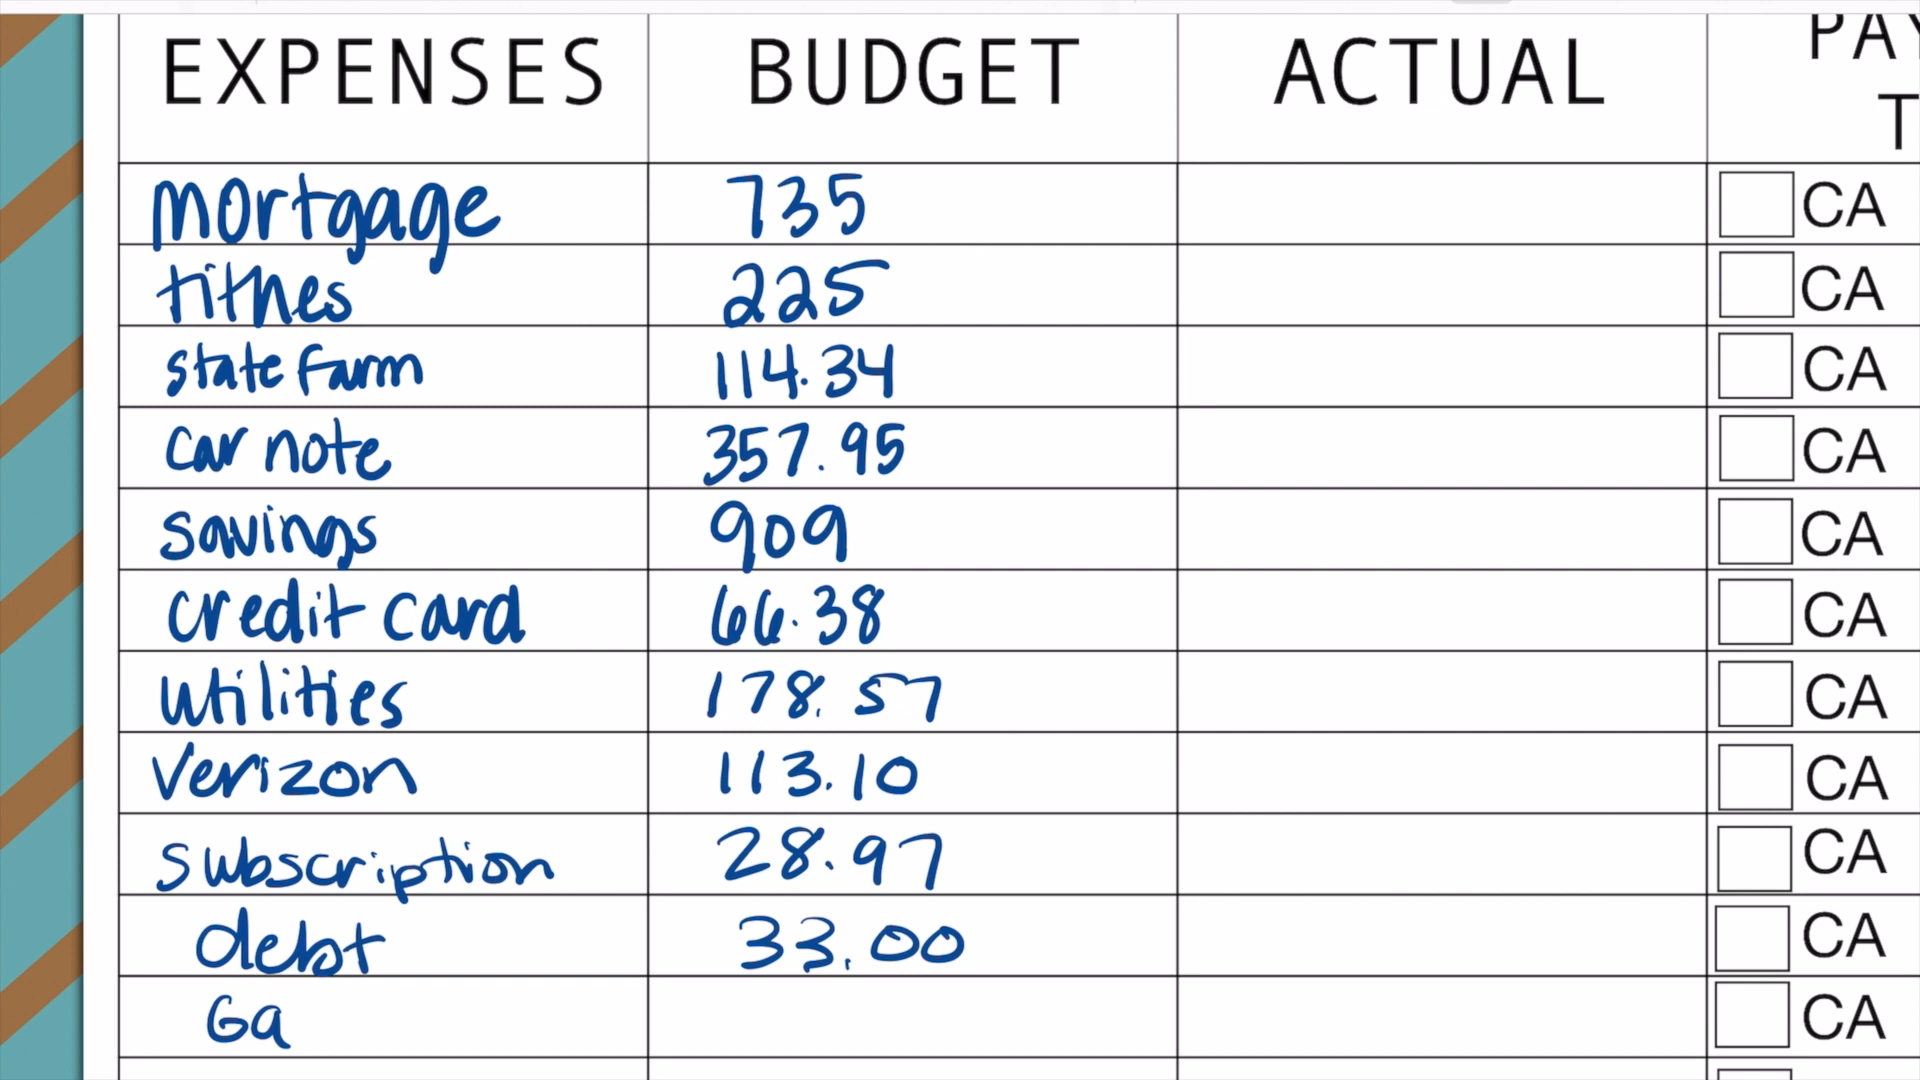 EXPENSES BUDGET ACTUAL PAY
T
mortgage 735 CA
tithes 225 CA
state farm 114.34 CA
car note 357.95 CA
savings 909 CA
credit card 66.38 CA
utilities 178.57 CA
verizon 113.10 CA
subscription 28.97 CA
debt 33.00 CA
Ga CA